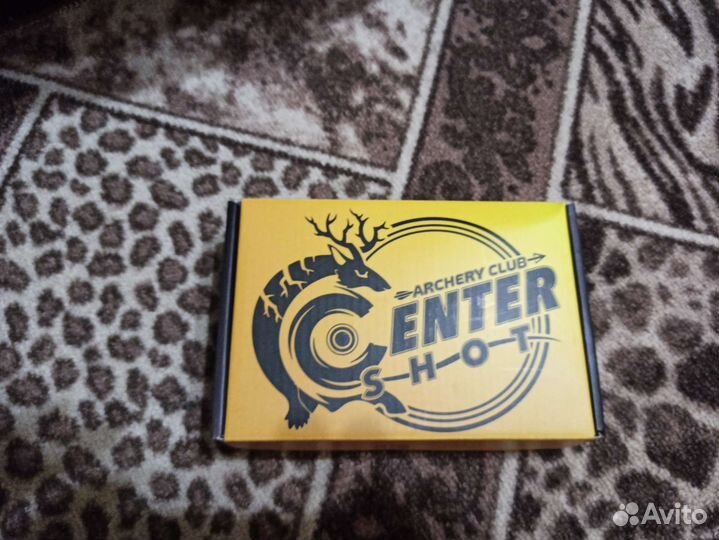 ARCHERY CLUB
CENTER
SHOT
Avito